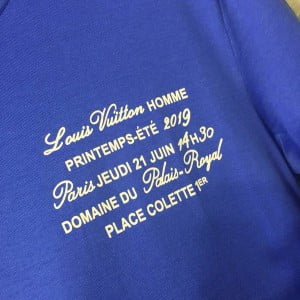 Louis Vuitton HOMME
PRINTEMPS-ÉTÉ 2019
Paris JEUDI 21 JUIN 14H30
DOMAINE DU Palais-Royal
PLACE COLETTE 1ER